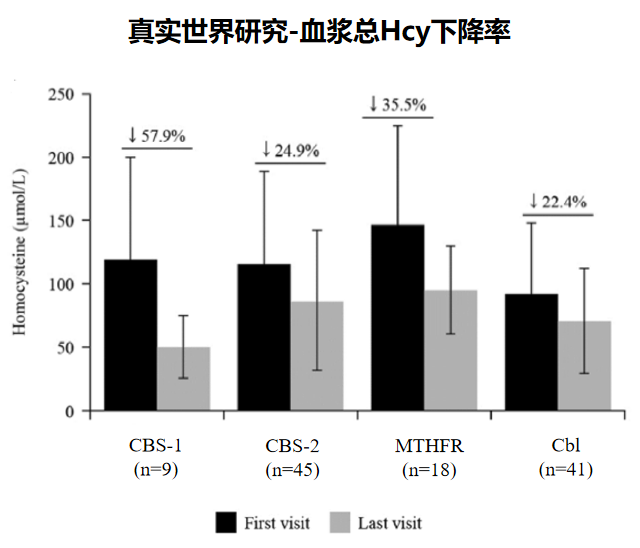 真实世界研究-血浆总Hcy下降率
Homocysteine (μmol/L)
250
200
150
100
50
0
↓57.9%
↓24.9%
↓35.5%
↓22.4%
CBS-1
(n=9)
CBS-2
(n=45)
MTHFR
(n=18)
Cbl
(n=41)
First visit
Last visit